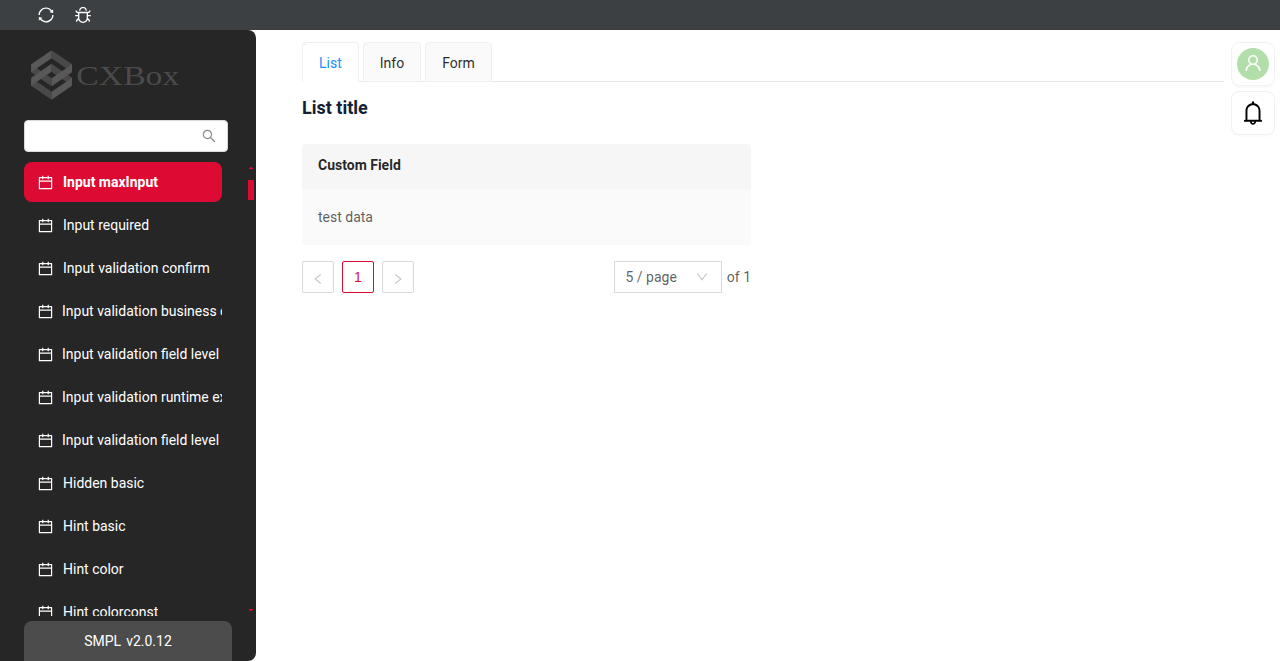 CXBox
List
Info
Form
List title
Custom Field
test data
1
5 / page
of 1
Input maxInput
Input required
Input validation confirm
Input validation business
Input validation field level
Input validation runtime
Input validation field level
Hidden basic
Hint basic
Hint color
Hint colorconst
SMPL v2.0.12